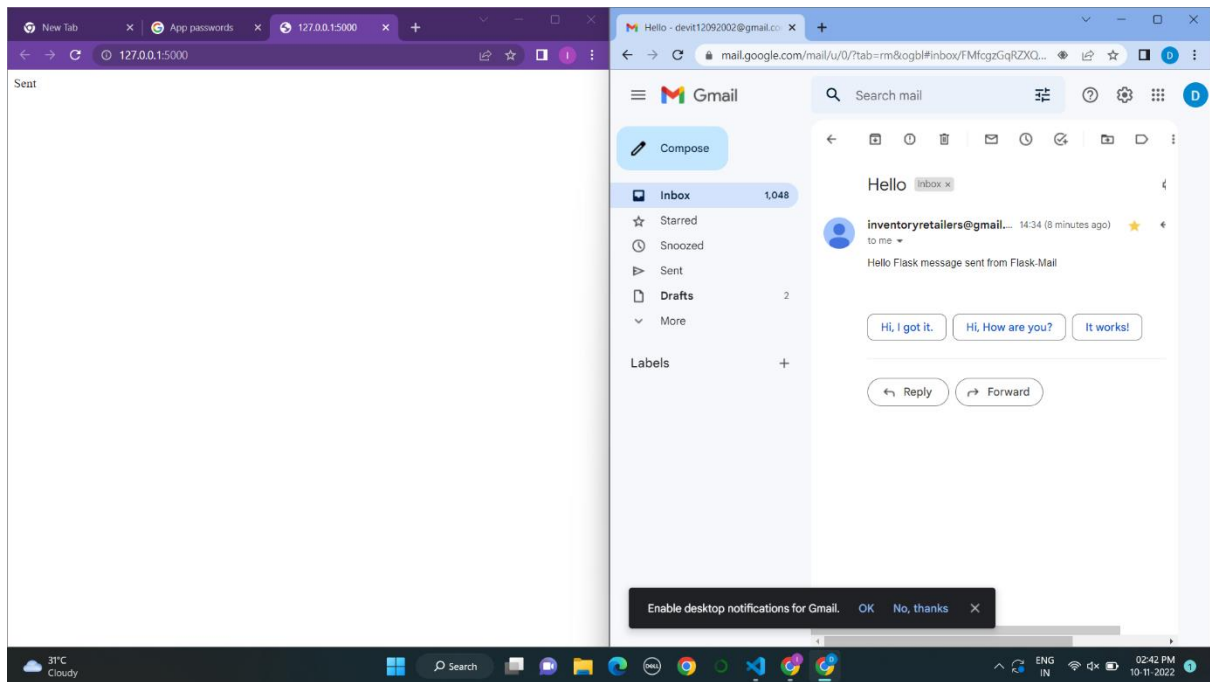 New Tab
App passwords
127.0.0.1:5000
127.0.0.1:5000
I
Sent
Hello - devit12092002@gmail.co
mail.google.com/mail/u/0/?tab=rm&ogbl#inbox/FMfcgzGqRZXQ...
D
Gmail
Search mail
D
Compose
Inbox 1,048
Starred
Snoozed
Sent
Drafts 2
More
Labels
Hello Inbox ×
inventoryretailers@gmail.... 14:34 (8 minutes ago)
to me
Hello Flask message sent from Flask-Mail
Hi, I got it.
Hi, How are you?
It works!
Reply
Forward
Enable desktop notifications for Gmail. OK No, thanks
31°C
Cloudy
Search
DELL
ENG
IN
02:42 PM
10-11-2022
1